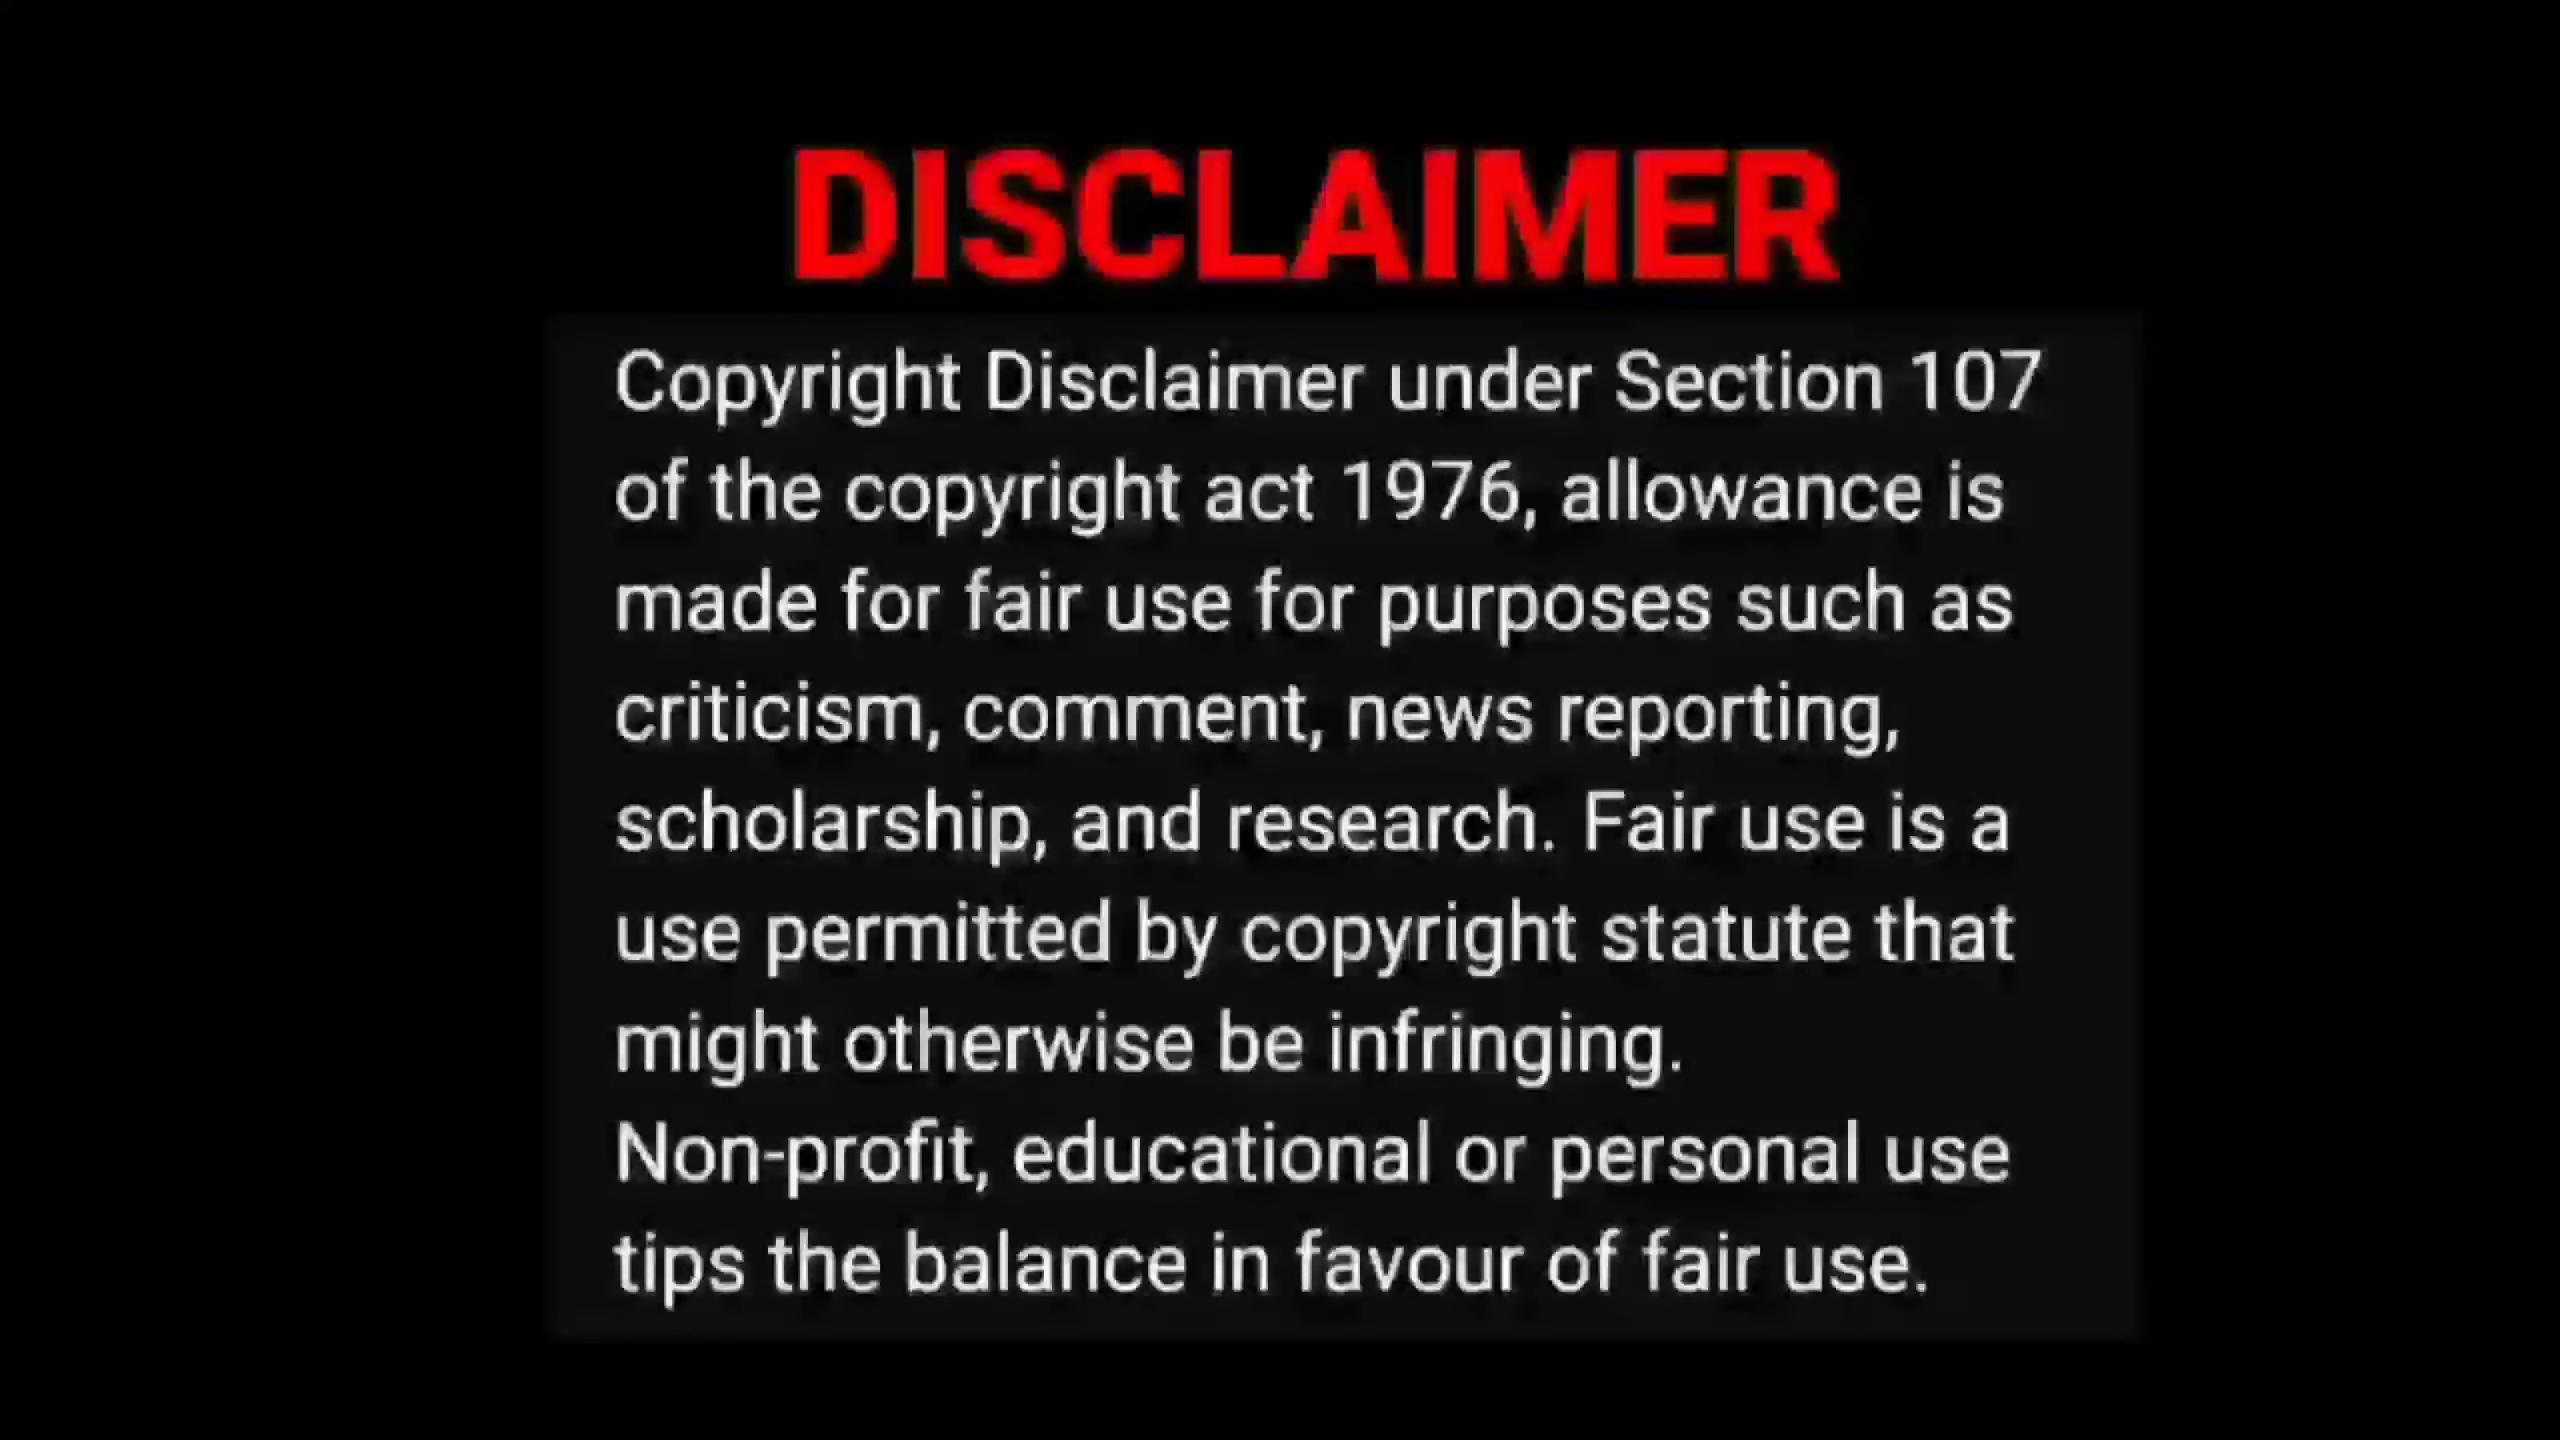 DISCLAIMER
Copyright Disclaimer under Section 107
of the copyright act 1976, allowance is
made for fair use for purposes such as
criticism, comment, news reporting,
scholarship, and research. Fair use is a
use permitted by copyright statute that
might otherwise be infringing.
Non-profit, educational or personal use
tips the balance in favour of fair use.